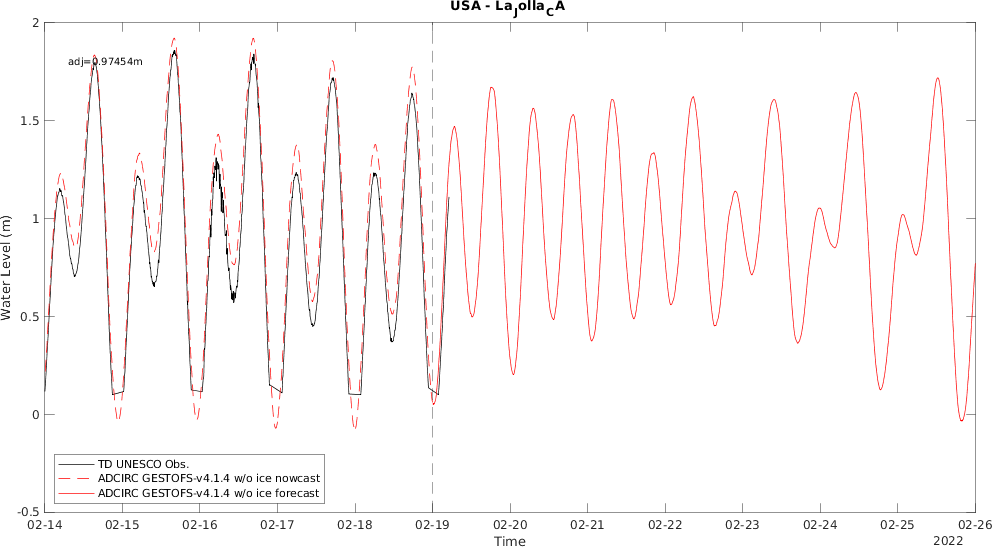 USA - LaJollaCA
adj=0.97454m
2
1.5
1
0.5
0
-0.5
Water Level (m)
TD UNESCO Obs.
ADCIRC GESTOFS-v4.1.4 w/o ice nowcast
ADCIRC GESTOFS-v4.1.4 w/o ice forecast
02-14 02-15 02-16 02-17 02-18 02-19 02-20 02-21 02-22 02-23 02-24 02-25 02-26
Time
2022